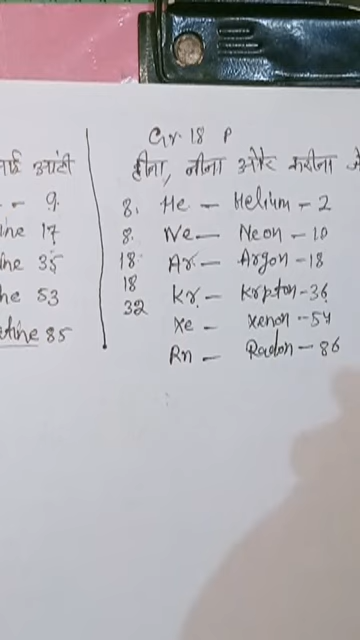 आंटी
- 9
ine 17
ine 35
ne 53
tine 85
Gr. 18 P
हीना, नीना और करीना
8. He - Helium - 2
8. Ne - Neon - 10
18 Ar - Argon - 18
18 Kr - Krpton - 36
32 Xe - Xenon - 54
Rn - Radon - 86